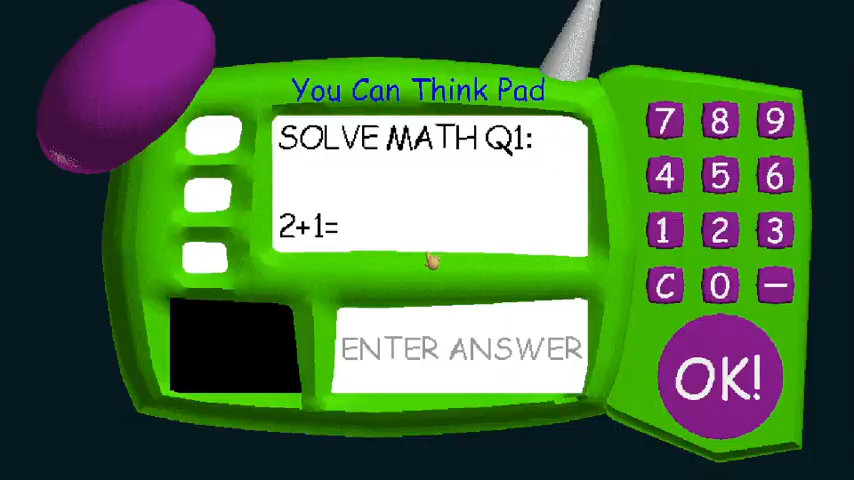 You Can Think Pad
SOLVE MATH Q1:
2+1=
ENTER ANSWER
7 8 9
4 5 6
1 2 3
C 0 –
OK!